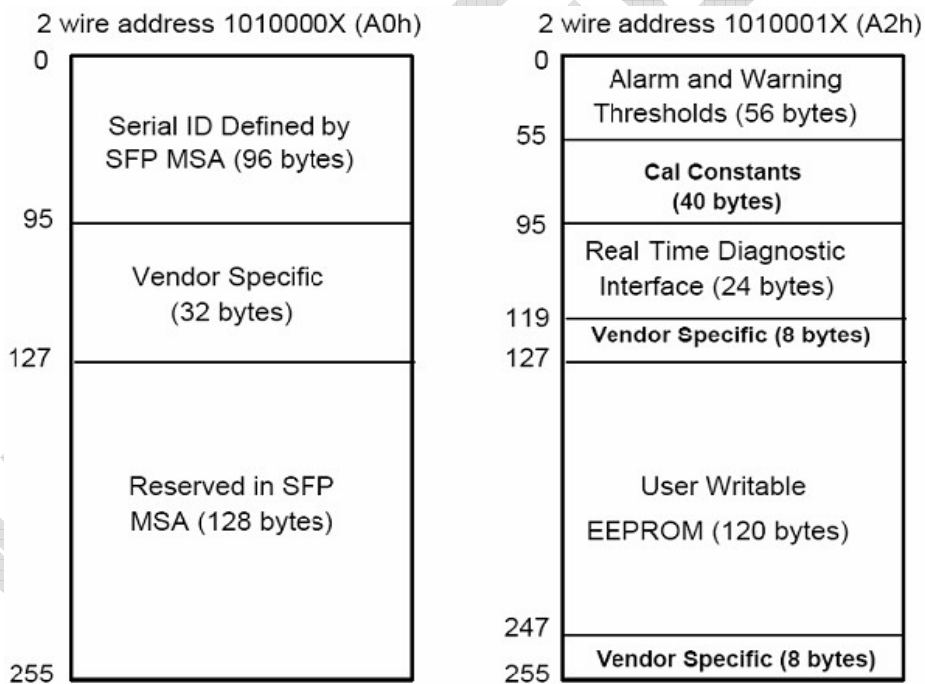 2 wire address 1010000X (A0h)
0
Serial ID Defined by
SFP MSA (96 bytes)
95
Vendor Specific
(32 bytes)
127
Reserved in SFP
MSA (128 bytes)
255
2 wire address 1010001X (A2h)
0
Alarm and Warning
Thresholds (56 bytes)
55
Cal Constants
(40 bytes)
95
Real Time Diagnostic
Interface (24 bytes)
119
Vendor Specific (8 bytes)
127
User Writable
EEPROM (120 bytes)
247
Vendor Specific (8 bytes)
255